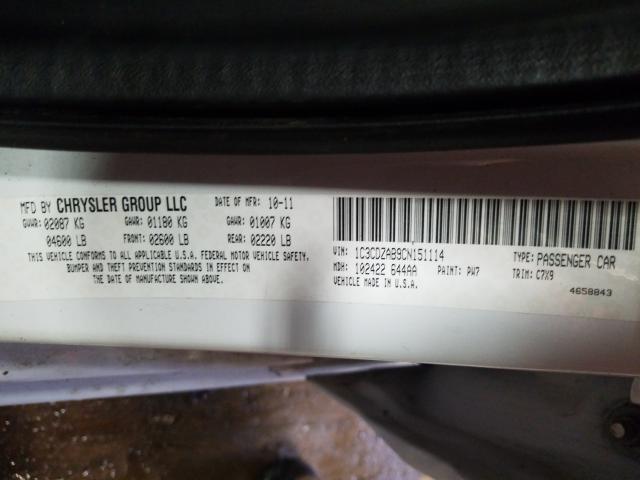 MFD BY CHRYSLER GROUP LLC DATE OF MFR: 10-11
GVWR: 02087 KG GAWR: 01180 KG GAWR: 01007 KG
04600 LB FRONT: 02600 LB REAR: 02220 LB
THIS VEHICLE CONFORMS TO ALL APPLICABLE U.S.A. FEDERAL MOTOR VEHICLE SAFETY,
BUMPER AND THEFT PREVENTION STANDARDS IN EFFECT ON
THE DATE OF MANUFACTURE SHOWN ABOVE.
VIN: 1C3CDZAB9CN151114 TYPE: PASSENGER CAR
MDH: 102422 B44AA PAINT: PW7 TRIM: C7X9
VEHICLE MADE IN U.S.A.
4658843